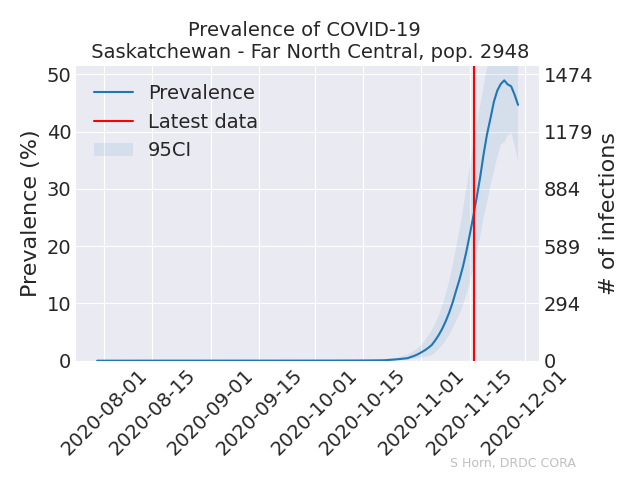 Prevalence of COVID-19
Saskatchewan - Far North Central, pop. 2948
Prevalence (%)
50
40
30
20
10
0
Prevalence
Latest data
95CI
1474
1179
884
589
294
0
# of infections
2020-08-01
2020-08-15
2020-09-01
2020-09-15
2020-10-01
2020-10-15
2020-11-01
2020-11-15
2020-12-01
S Horn, DRDC CORA